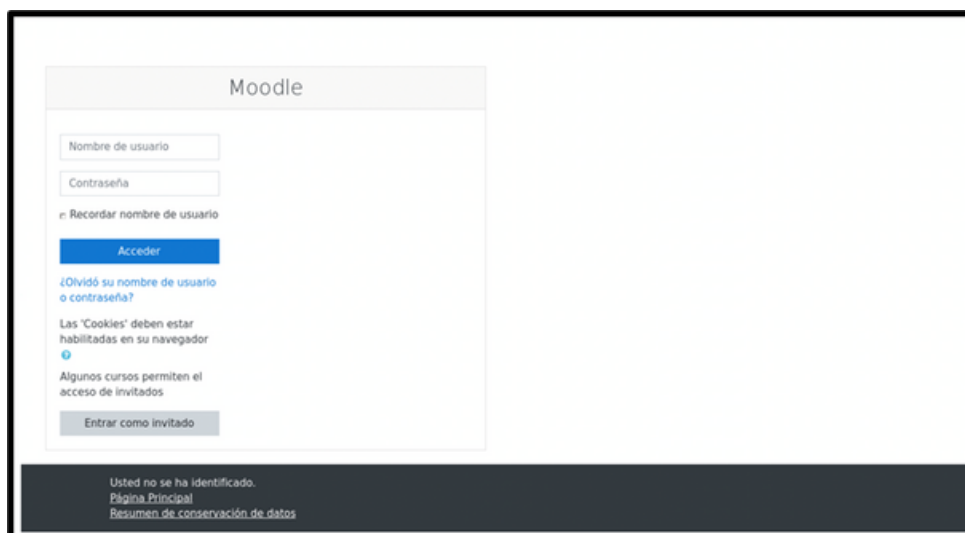 Moodle
Nombre de usuario
Contraseña
Recordar nombre de usuario
Acceder
¿Olvidó su nombre de usuario
o contraseña?
Las 'Cookies' deben estar
habilitadas en su navegador
Algunos cursos permiten el
acceso de invitados
Entrar como invitado
Usted no se ha identificado.
Página Principal
Resumen de conservación de datos